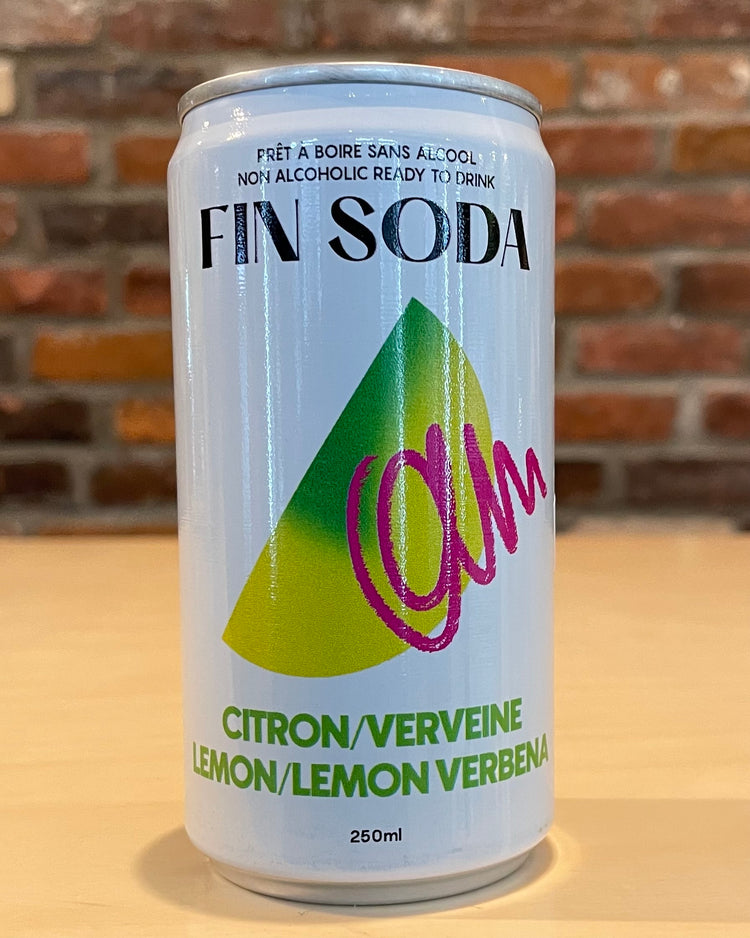 PRÊT À BOIRE SANS ALCOOL
NON ALCOHOLIC READY TO DRINK
FIN SODA
CITRON/VERVEINE
LEMON/LEMON VERBENA
250ml